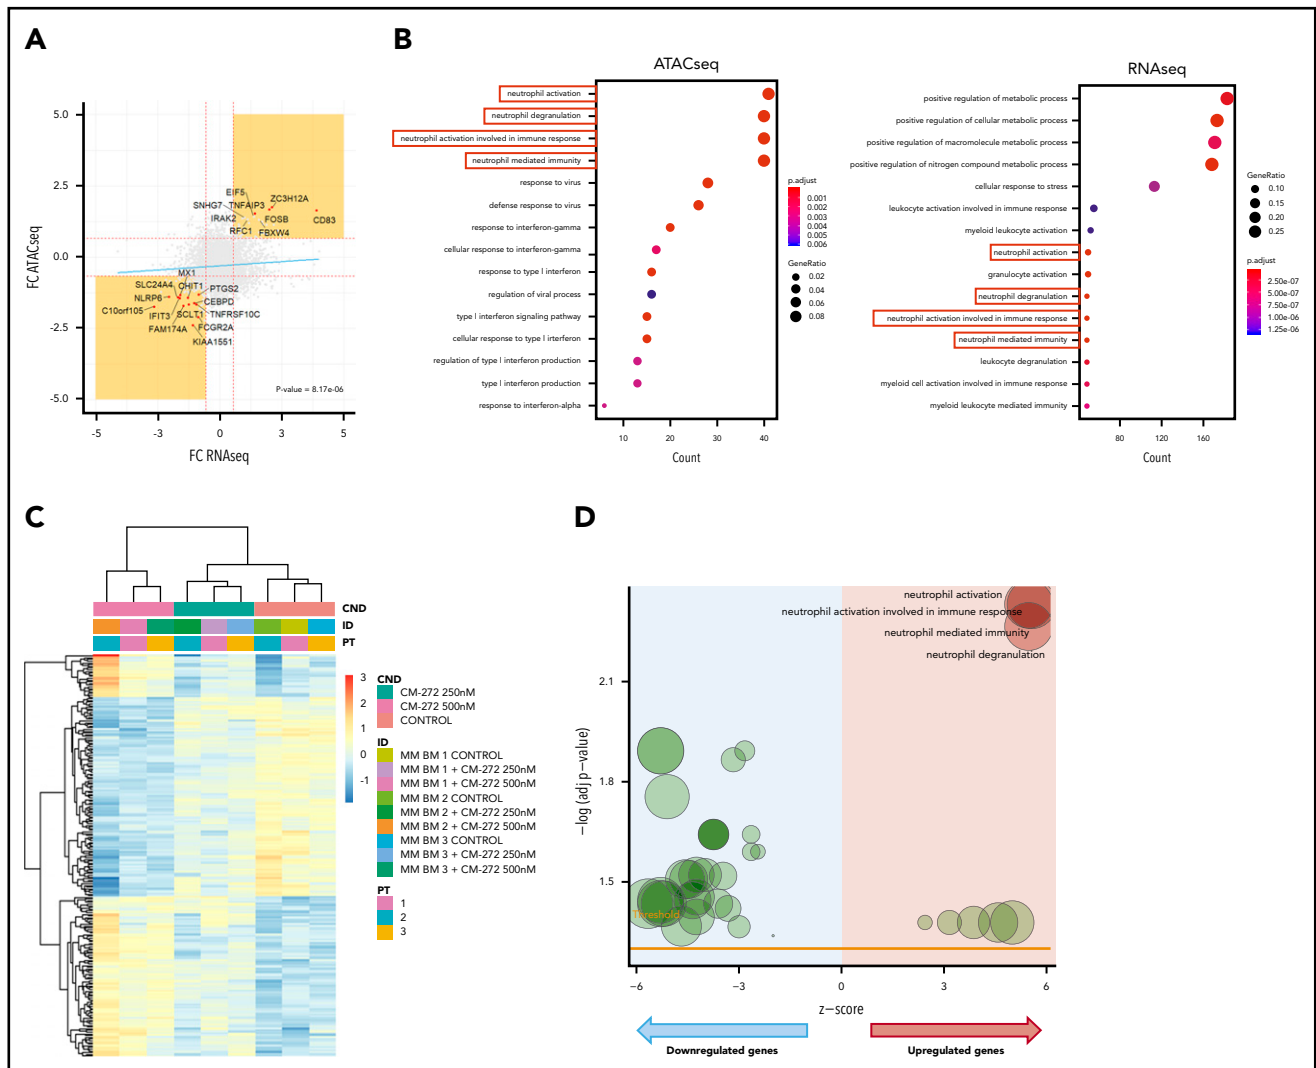 A
5.0
2.5
0.0
-2.5
-5.0
FC ATACseq
EIF5
SNHG7
TNFAIP3
ZC3H12A
IRAK2
FOSB
CD83
RFC1
FBXW4
MX1
SLC24A4
CHIT1
PTGS2
NLRP6
CEBPD
C10orf105
IFIT3
SCLT1
TNFRSF10C
FAM174A
FCGR2A
KIAA1551
P-value = 8.17e-06
-5
-3
0
3
5
FC RNAseq
B
ATACseq
neutrophil activation
neutrophil degranulation
neutrophil activation involved in immune response
neutrophil mediated immunity
response to virus
defense response to virus
response to interferon-gamma
cellular response to interferon-gamma
response to type I interferon
regulation of viral process
type I interferon signaling pathway
cellular response to type I interferon
regulation of type I interferon production
type I interferon production
response to interferon-alpha
10
20
30
40
Count
p.adjust
0.001
0.002
0.003
0.004
0.005
0.006
GeneRatio
0.02
0.04
0.06
0.08
RNAseq
positive regulation of metabolic process
positive regulation of cellular metabolic process
positive regulation of macromolecule metabolic process
positive regulation of nitrogen compound metabolic process
cellular response to stress
leukocyte activation involved in immune response
myeloid leukocyte activation
neutrophil activation
granulocyte activation
neutrophil degranulation
neutrophil activation involved in immune response
neutrophil mediated immunity
leukocyte degranulation
myeloid cell activation involved in immune response
myeloid leukocyte mediated immunity
80
120
160
Count
GeneRatio
0.10
0.15
0.20
0.25
p.adjust
2.50e-07
5.00e-07
7.50e-07
1.00e-06
1.25e-06
C
CND
ID
PT
3
2
1
0
-1
CND
CM-272 250nM
CM-272 500nM
CONTROL
ID
MM BM 1 CONTROL
MM BM 1 + CM-272 250nM
MM BM 1 + CM-272 500nM
MM BM 2 CONTROL
MM BM 2 + CM-272 250nM
MM BM 2 + CM-272 500nM
MM BM 3 CONTROL
MM BM 3 + CM-272 250nM
MM BM 3 + CM-272 500nM
PT
1
2
3
D
neutrophil activation
neutrophil activation involved in immune response
neutrophil mediated immunity
neutrophil degranulation
2.1
1.8
1.5
−log (adj p−value)
Threshold
−6
−3
0
3
6
z−score
Downregulated genes
Upregulated genes